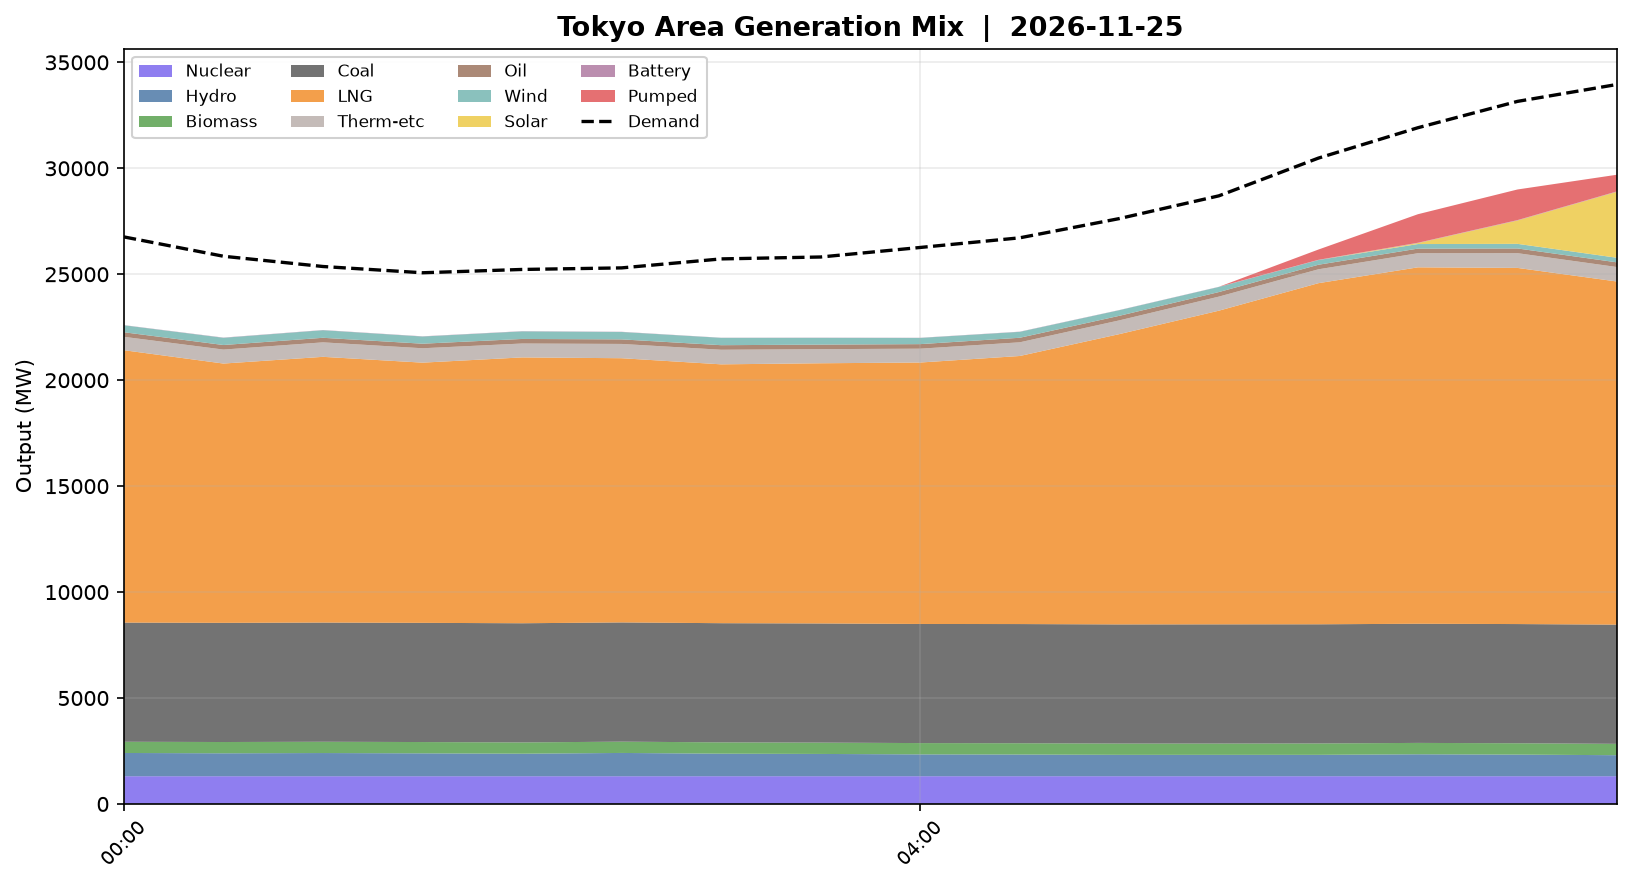 Tokyo Area Generation Mix | 2026-11-25
Output (MW)
35000
30000
25000
20000
15000
10000
5000
0
Nuclear Coal Oil Battery
Hydro LNG Wind Pumped
Biomass Therm-etc Solar Demand
00:00 04:00